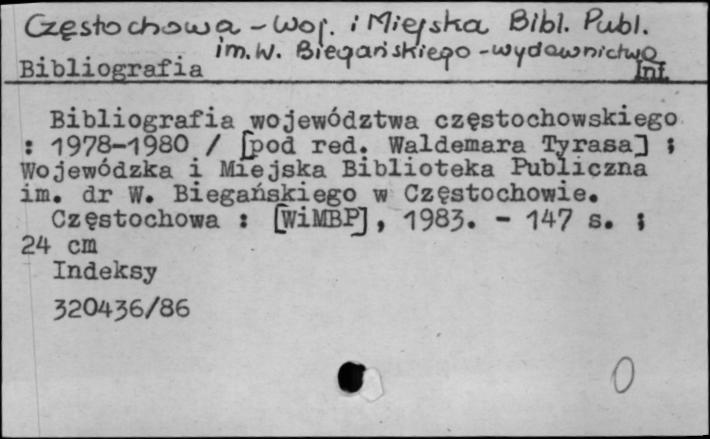 Częstochowa - Woj. i Miejska Bibl. Publ.
im. W. Biegańskiego - wydawnictwo
Bibliografia Inf.
Bibliografia województwa częstochowskiego
: 1978-1980 / [pod red. Waldemara Tyrasa] ;
Wojewódzka i Miejska Biblioteka Publiczna
im. dr W. Biegańskiego w Częstochowie.
Częstochowa : [WiMBP], 1983. - 147 s. ;
24 cm
Indeksy
320436/86
0